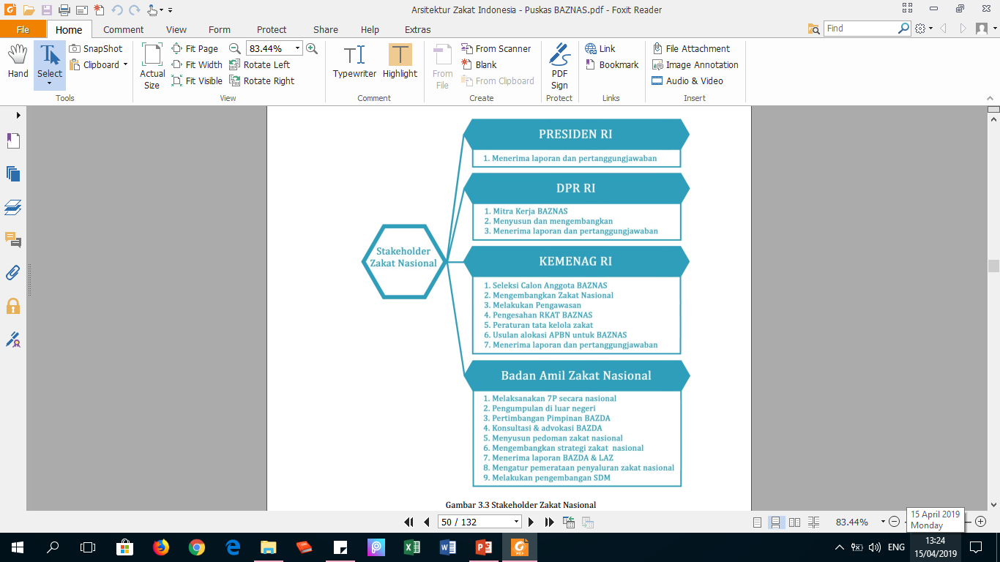 Arsitektur Zakat Indonesia - Puskas BAZNAS.pdf - Foxit Reader
File Home Comment View Form Protect Share Help Extras
Find
Hand
Select
SnapShot
Clipboard
Tools
Actual Size
Fit Page
Fit Width
Fit Visible
83.44%
Rotate Left
Rotate Right
View
Typewriter
Highlight
Comment
From File
From Scanner
Blank
From Clipboard
Create
PDF Sign
Protect
Link
Bookmark
Links
File Attachment
Image Annotation
Audio & Video
Insert
Stakeholder
Zakat Nasional
PRESIDEN RI
1. Menerima laporan dan pertanggungjawaban
DPR RI
1. Mitra Kerja BAZNAS
2. Menyusun dan mengembangkan
3. Menerima laporan dan pertanggungjawaban
KEMENAG RI
1. Seleksi Calon Anggota BAZNAS
2. Mengembangkan Zakat Nasional
3. Melakukan Pengawasan
4. Pengesahan RKAT BAZNAS
5. Peraturan tata kelola zakat
6. Usulan alokasi APBN untuk BAZNAS
7. Menerima laporan dan pertanggungjawaban
Badan Amil Zakat Nasional
1. Melaksanakan 7P secara nasional
2. Pengumpulan di luar negeri
3. Pertimbangan Pimpinan BAZDA
4. Konsultasi & advokasi BAZDA
5. Menyusun pedoman zakat nasional
6. Mengembangkan strategi zakat nasional
7. Menerima laporan BAZDA & LAZ
8. Mengatur pemerataan penyaluran zakat nasional
9. Melakukan pengembangan SDM
Gambar 3.3 Stakeholder Zakat Nasional
50 / 132
83.44%
15 April 2019
Monday
ENG
13:24
15/04/2019